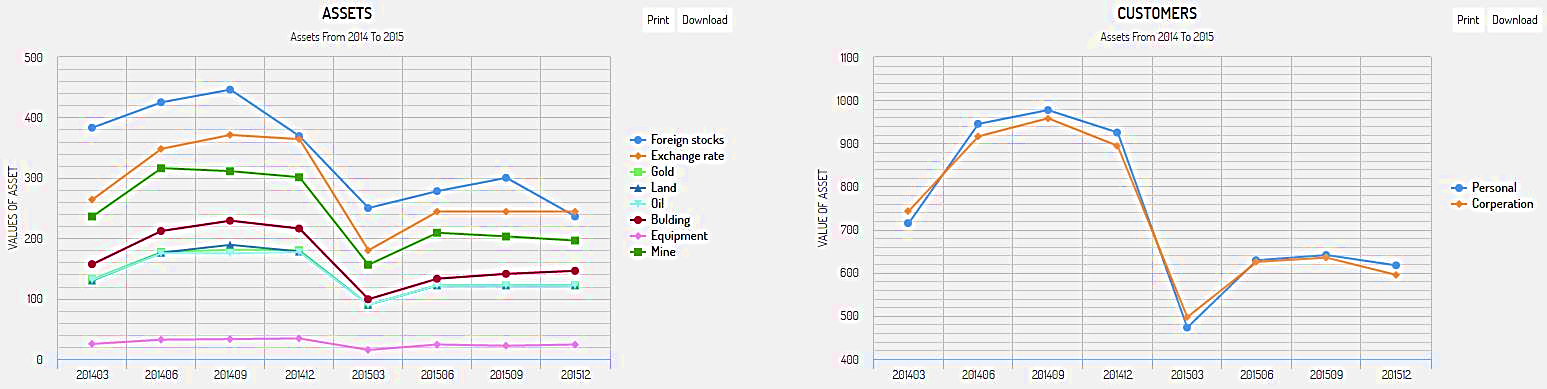 ASSETS
Assets From 2014 To 2015
Print
Download
VALUES OF ASSET
500
400
300
200
100
0
201403
201406
201409
201412
201503
201506
201509
201512
Foreign stocks
Exchange rate
Gold
Land
Oil
Bulding
Equipment
Mine
CUSTOMERS
Assets From 2014 To 2015
Print
Download
VALUE OF ASSET
1100
1000
900
800
700
600
500
400
201403
201406
201409
201412
201503
201506
201509
201512
Personal
Corperation